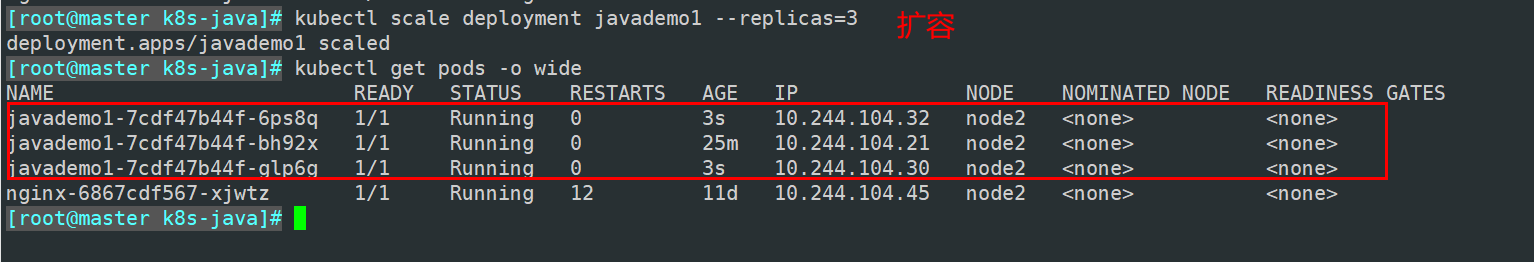 [root@master k8s-java]# kubectl scale deployment javademo1 --replicas=3 扩容
deployment.apps/javademo1 scaled
[root@master k8s-java]# kubectl get pods -o wide
NAME READY STATUS RESTARTS AGE IP NODE NOMINATED NODE READINESS GATES
javademo1-7cdf47b44f-6ps8q 1/1 Running 0 3s 10.244.104.32 node2 <none> <none>
javademo1-7cdf47b44f-bh92x 1/1 Running 0 25m 10.244.104.21 node2 <none> <none>
javademo1-7cdf47b44f-glp6g 1/1 Running 0 3s 10.244.104.30 node2 <none> <none>
nginx-6867cdf567-xjwtz 1/1 Running 12 11d 10.244.104.45 node2 <none> <none>
[root@master k8s-java]#